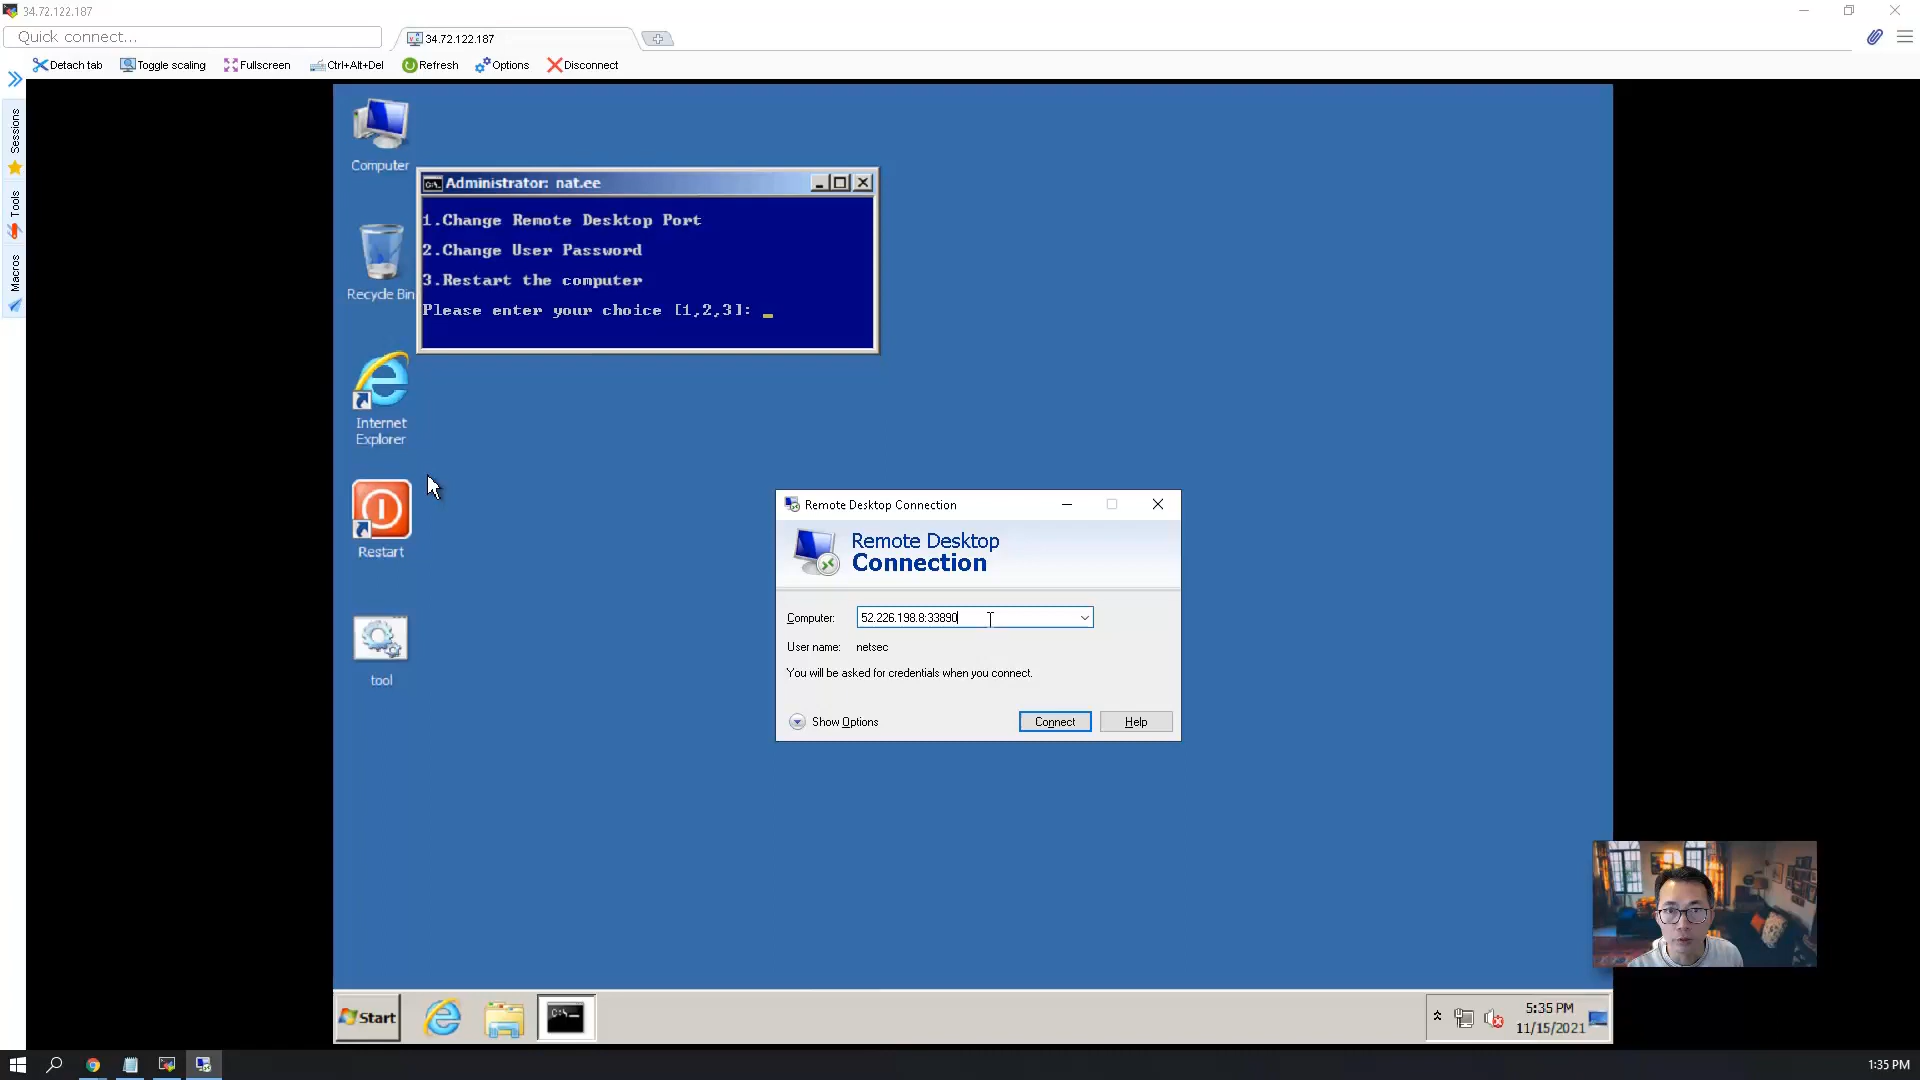 34.72.122.187
Quick connect...
34.72.122.187
Detach tab
Toggle scaling
Fullscreen
Ctrl+Alt+Del
Refresh
Options
Disconnect
Sessions
Tools
Macros
Computer
Recycle Bin
Internet
Explorer
Restart
tool
Administrator: nat.ee
1.Change Remote Desktop Port
2.Change User Password
3.Restart the computer
Please enter your choice [1,2,3]: _
Remote Desktop Connection
Remote Desktop
Connection
Computer: 52.226.198.8:33890
User name: netsec
You will be asked for credentials when you connect.
Show Options
Connect
Help
Start
C:\_
5:35 PM
11/15/2021
1:35 PM